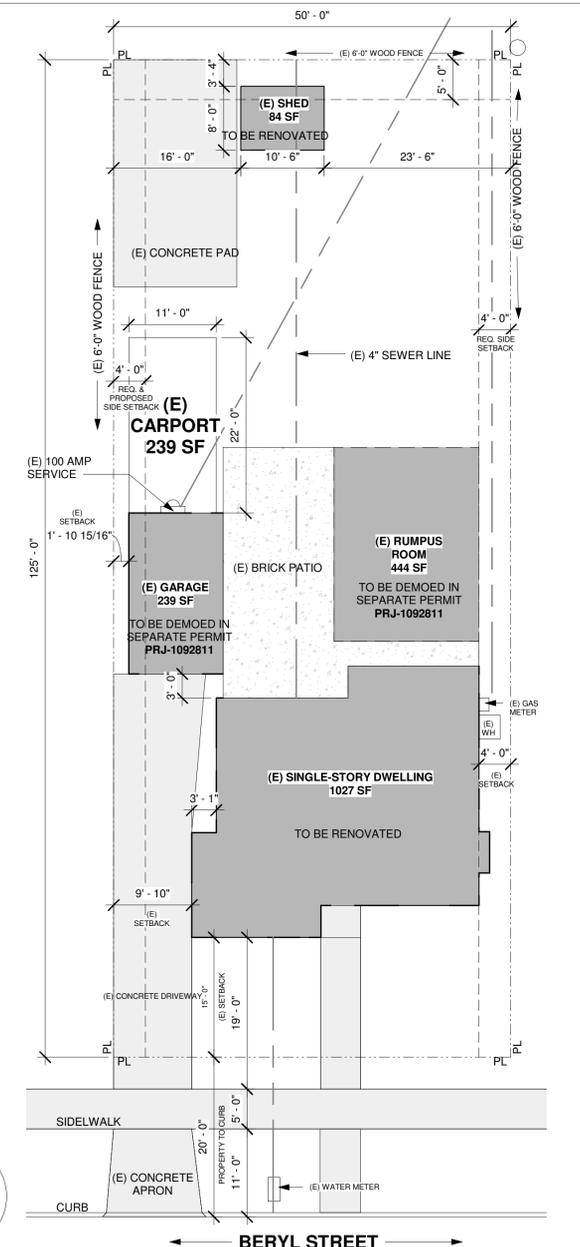 50' - 0"
PL
(E) 6'-0" WOOD FENCE
PL
PL
PL
3' - 4"
5' - 0"
(E) SHED
84 SF
TO BE RENOVATED
8' - 0"
16' - 0"
10' - 6"
23' - 6"
(E) 6'-0" WOOD FENCE
(E) CONCRETE PAD
(E) 6'-0" WOOD FENCE
11' - 0"
4' - 0"
REQ. SIDE
SETBACK
(E) 4" SEWER LINE
4' - 0"
REQ. &
PROPOSED
SIDE SETBACK
(E)
CARPORT
239 SF
22' - 0"
(E) 100 AMP
SERVICE
(E)
SETBACK
1' - 10 15/16"
125' - 0"
(E) RUMPUS
ROOM
444 SF
TO BE DEMOED IN
SEPARATE PERMIT
PRJ-1092811
(E) BRICK PATIO
(E) GARAGE
239 SF
TO BE DEMOED IN
SEPARATE PERMIT
PRJ-1092811
3' - 0"
(E) GAS
METER
(E)
WH
4' - 0"
(E)
SETBACK
(E) SINGLE-STORY DWELLING
1027 SF
3' - 1"
TO BE RENOVATED
9' - 10"
(E)
SETBACK
(E) CONCRETE DRIVEWAY
15' - 0"
(E) SETBACK
19' - 0"
PL
PL
PL
PL
SIDEWALK
5' - 0"
20' - 0"
PROPERTY TO CURB
11' - 0"
(E) CONCRETE
APRON
(E) WATER METER
CURB
BERYL STREET